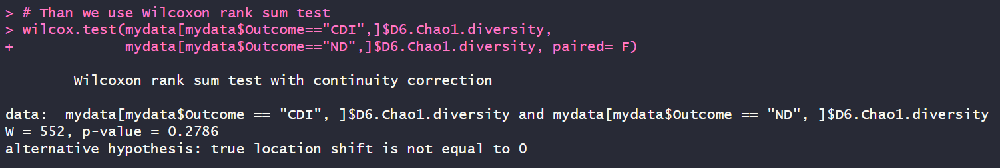 > # Than we use Wilcoxon rank sum test
> wilcox.test(mydata[mydata$Outcome=="CDI",]$D6.Chao1.diversity,
+             mydata[mydata$Outcome=="ND",]$D6.Chao1.diversity, paired= F)
        Wilcoxon rank sum test with continuity correction
data:  mydata[mydata$Outcome == "CDI", ]$D6.Chao1.diversity and mydata[mydata$Outcome == "ND", ]$D6.Chao1.diversity
W = 552, p-value = 0.2786
alternative hypothesis: true location shift is not equal to 0